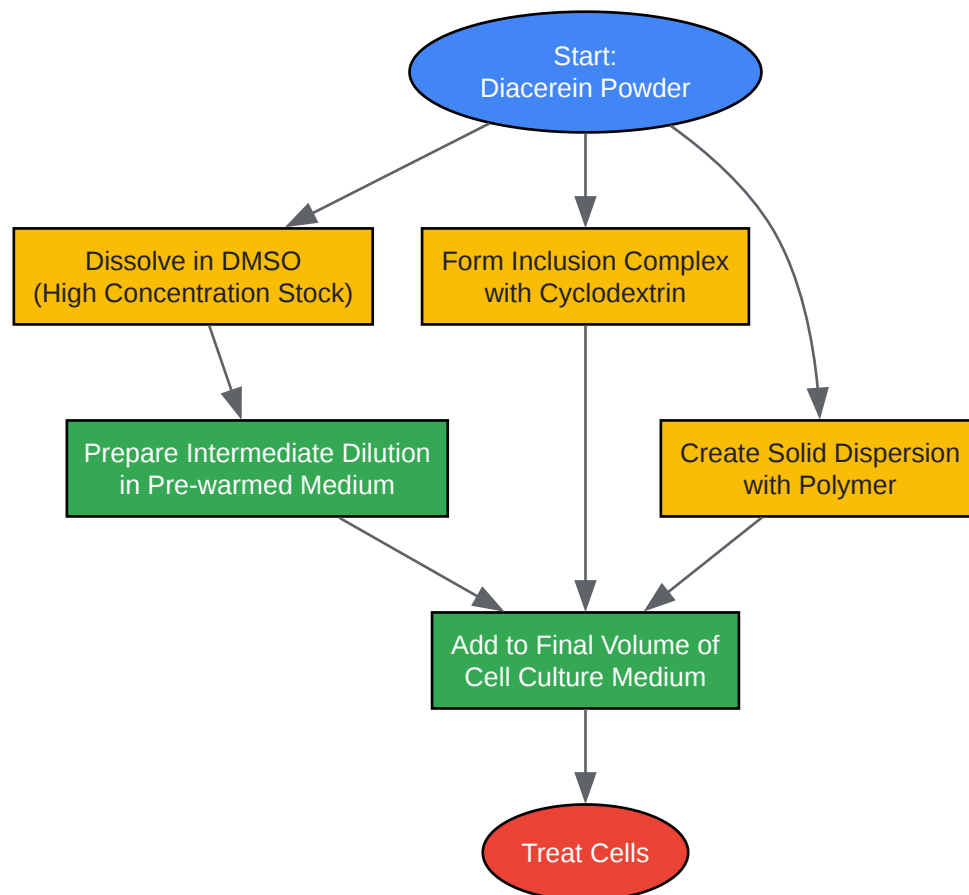 Start:
Diacerein Powder
Dissolve in DMSO
(High Concentration Stock)
Form Inclusion Complex
with Cyclodextrin
Prepare Intermediate Dilution
in Pre-warmed Medium
Create Solid Dispersion
with Polymer
Add to Final Volume of
Cell Culture Medium
Treat Cells